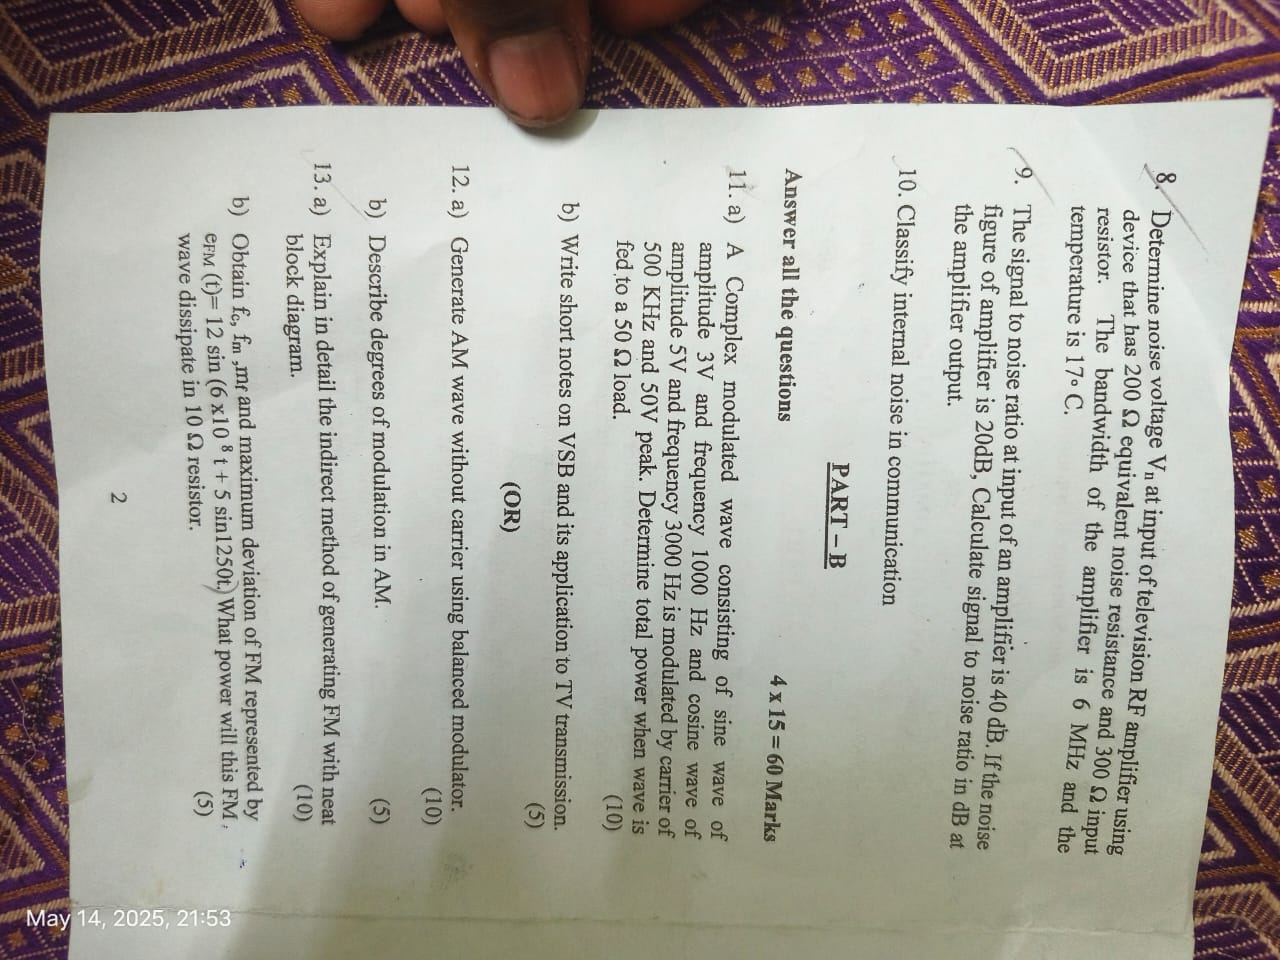 8. Determine noise voltage Vn at input of television RF amplifier using
device that has 200 Ω equivalent noise resistance and 300 Ω input
resistor. The bandwidth of the amplifier is 6 MHz and the
temperature is 17° C.
9. The signal to noise ratio at input of an amplifier is 40 dB. If the noise
figure of amplifier is 20dB, Calculate signal to noise ratio in dB at
the amplifier output.
10. Classify internal noise in communication
PART – B
Answer all the questions 4 x 15 = 60 Marks
11. a) A Complex modulated wave consisting of sine wave of
amplitude 3V and frequency 1000 Hz and cosine wave of
amplitude 5V and frequency 3000 Hz is modulated by carrier of
500 KHz and 50V peak. Determine total power when wave is
fed to a 50 Ω load. (10)
b) Write short notes on VSB and its application to TV transmission.
(5)
(OR)
12. a) Generate AM wave without carrier using balanced modulator.
(10)
b) Describe degrees of modulation in AM. (5)
13. a) Explain in detail the indirect method of generating FM with neat
block diagram. (10)
b) Obtain fc, fm ,mf and maximum deviation of FM represented by
eFM (t)= 12 sin (6 x10 8 t + 5 sin1250t.) What power will this FM
wave dissipate in 10 Ω resistor. (5)
2
May 14, 2025, 21:53